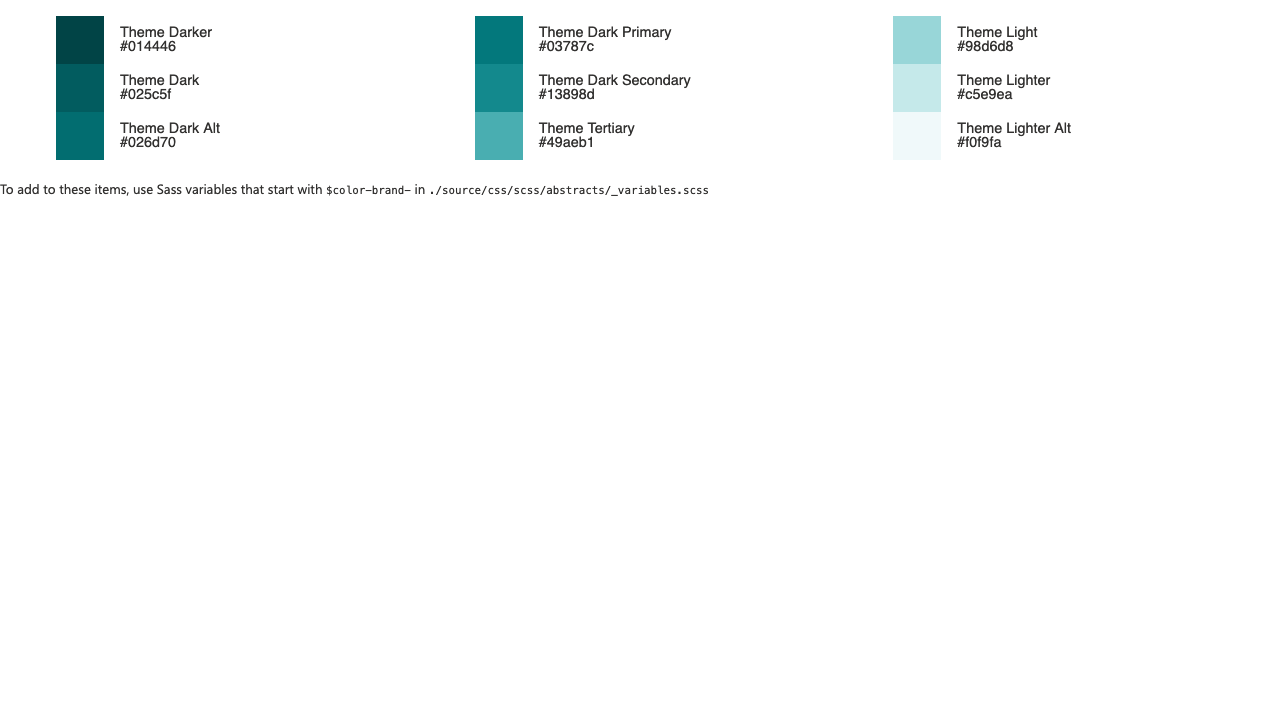 Theme Darker
#014446
Theme Dark
#025c5f
Theme Dark Alt
#026d70
Theme Dark Primary
#03787c
Theme Dark Secondary
#13898d
Theme Tertiary
#49aeb1
Theme Light
#98d6d8
Theme Lighter
#c5e9ea
Theme Lighter Alt
#f0f9fa
To add to these items, use Sass variables that start with $color-brand- in ./source/css/scss/abstracts/_variables.scss